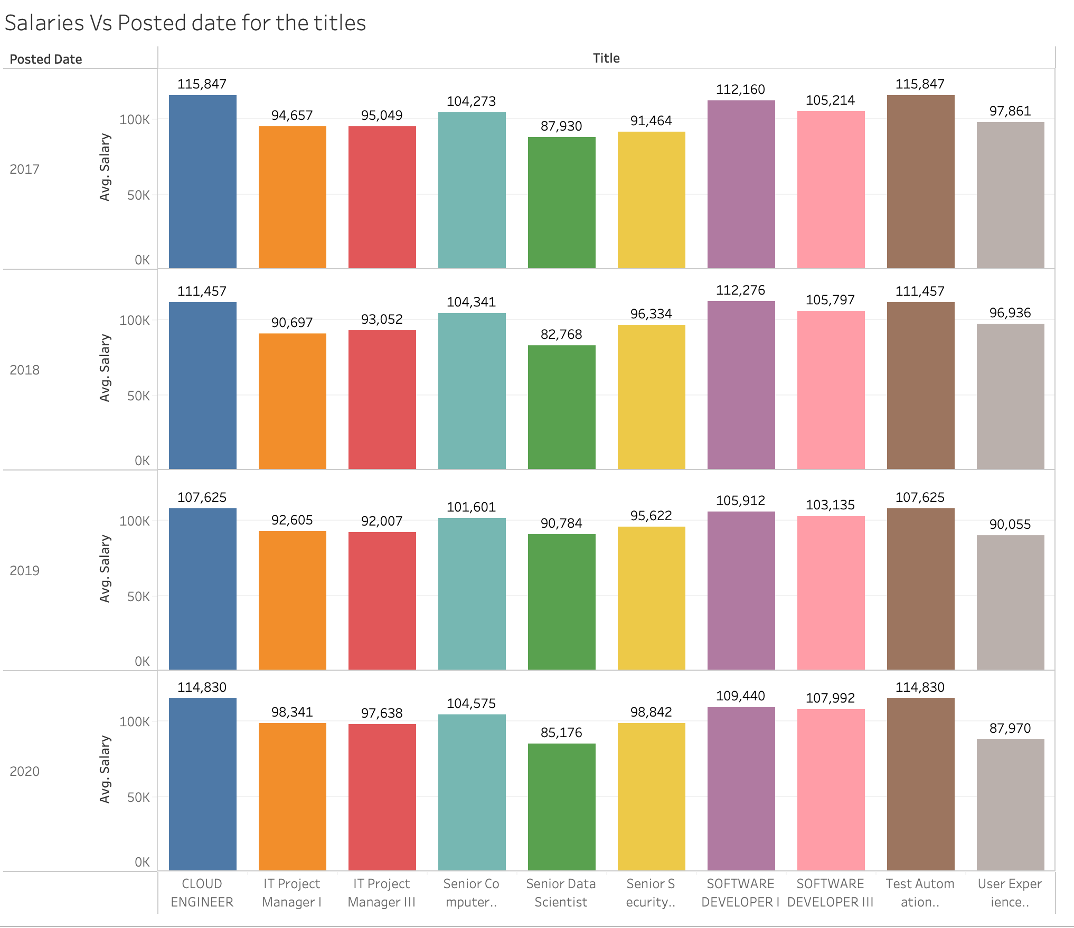 Salaries Vs Posted date for the titles
Posted Date
Title
2017
Avg. Salary
100K
50K
0K
115,847
94,657
95,049
104,273
87,930
91,464
112,160
105,214
115,847
97,861
2018
Avg. Salary
100K
50K
0K
111,457
90,697
93,052
104,341
82,768
96,334
112,276
105,797
111,457
96,936
2019
Avg. Salary
100K
50K
0K
107,625
92,605
92,007
101,601
90,784
95,622
105,912
103,135
107,625
90,055
2020
Avg. Salary
100K
50K
0K
114,830
98,341
97,638
104,575
85,176
98,842
109,440
107,992
114,830
87,970
CLOUD
ENGINEER
IT Project
Manager I
IT Project
Manager III
Senior Co
mputer..
Senior Data
Scientist
Senior S
ecurity..
SOFTWARE
DEVELOPER I
SOFTWARE
DEVELOPER III
Test Autom
ation..
User Exper
ience..